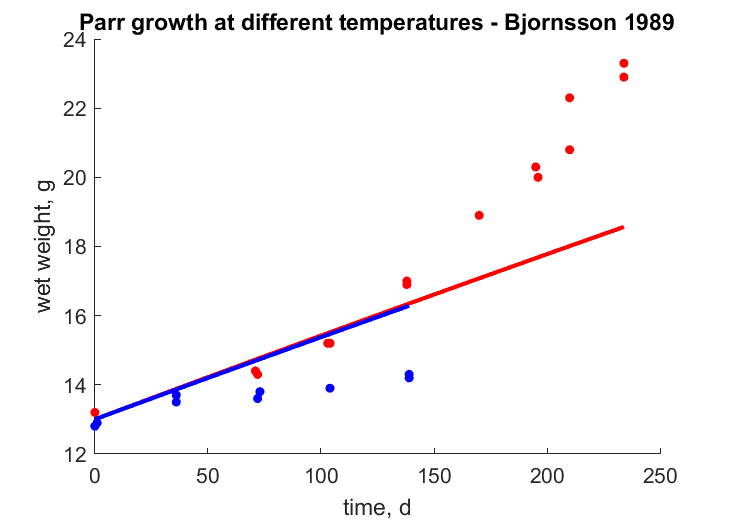 Parr growth at different temperatures - Bjornsson 1989
24
22
20
18
16
14
12
wet weight, g
0 50 100 150 200 250
time, d